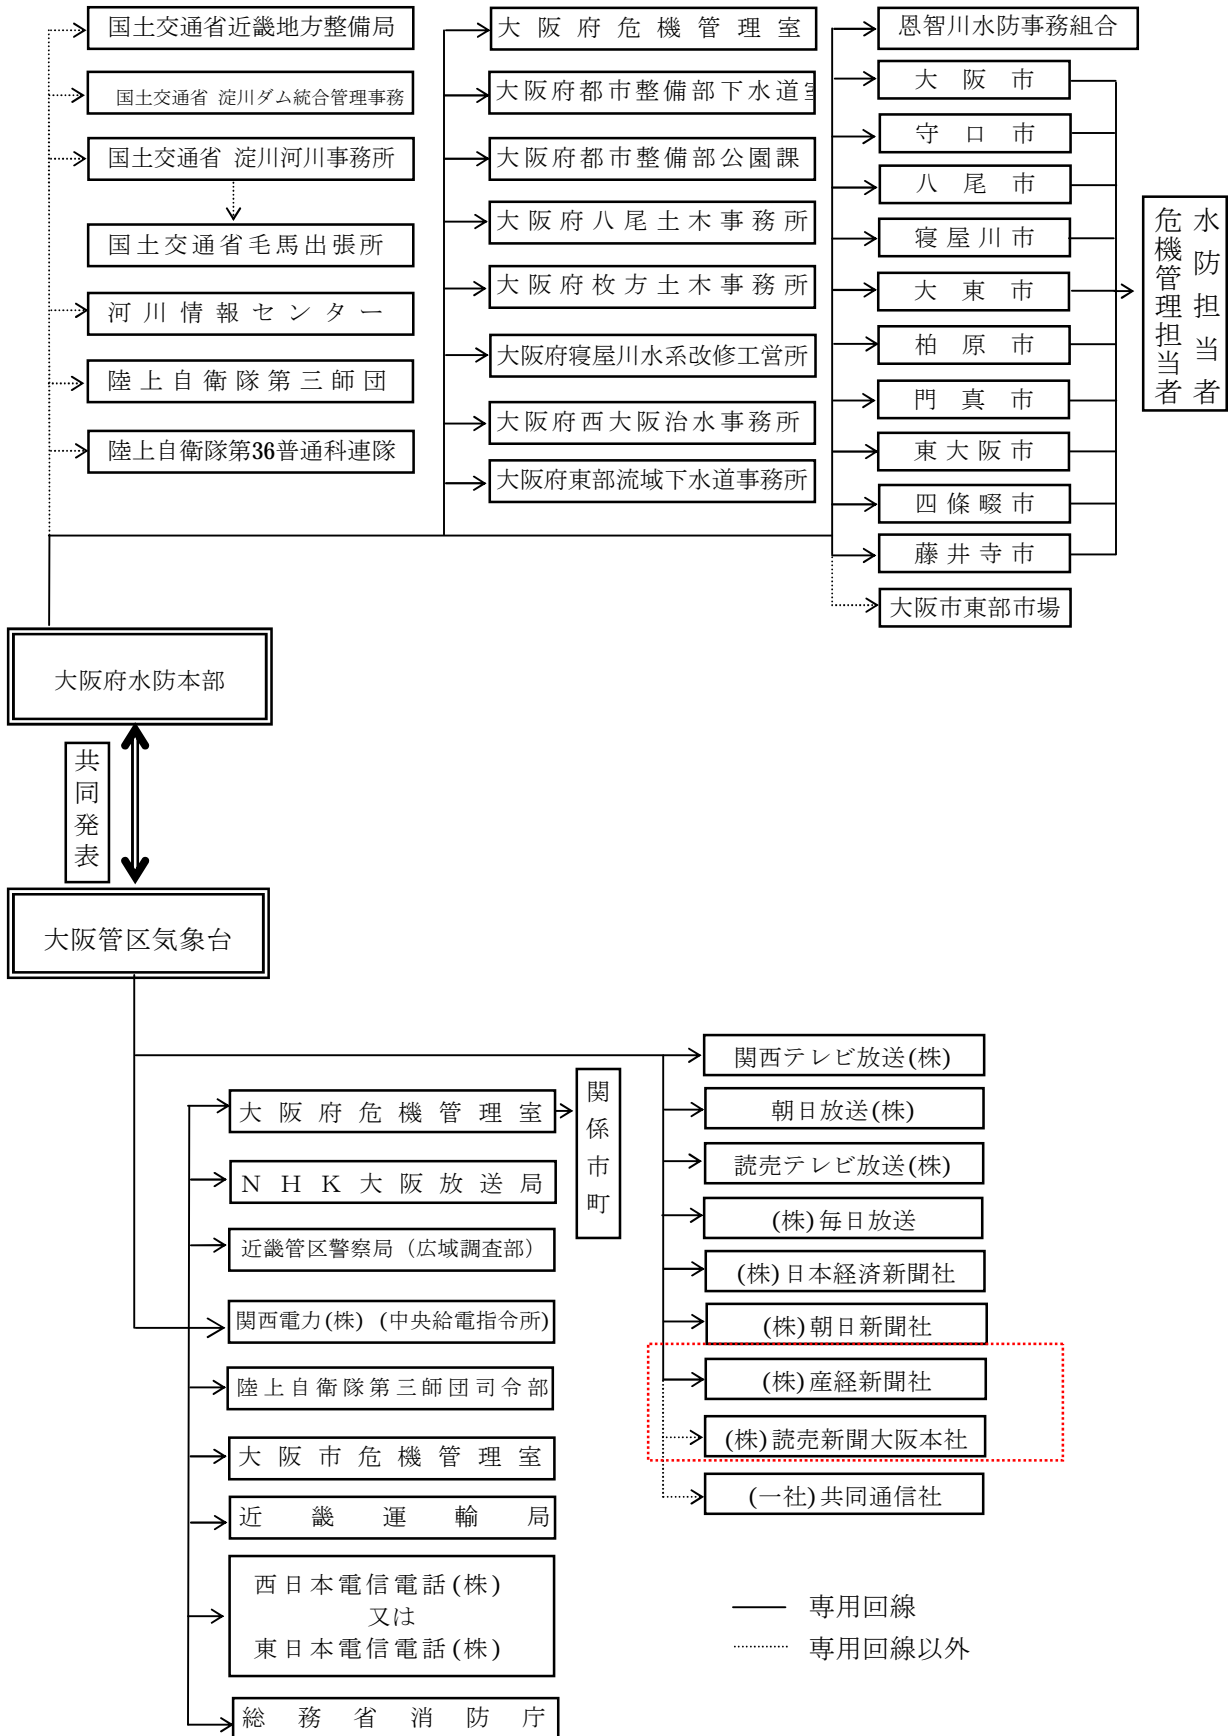 国土交通省近畿地方整備局
国土交通省 淀川ダム統合管理事務
国土交通省 淀川河川事務所
国土交通省毛馬出張所
河川情報センター
陸上自衛隊第三師団
陸上自衛隊第36普通科連隊
大阪府危機管理室
大阪府都市整備部下水道室
大阪府都市整備部公園課
大阪府八尾土木事務所
大阪府枚方土木事務所
大阪府寝屋川水系改修工営所
大阪府西大阪治水事務所
大阪府東部流域下水道事務所
恩智川水防事務組合
大阪市
守口市
八尾市
寝屋川市
大東市
柏原市
門真市
東大阪市
四條畷市
藤井寺市
大阪市東部市場
水防担当者
危機管理担当者
大阪府水防本部
共同発表
大阪管区気象台
大阪府危機管理室
関係市町
NHK大阪放送局
近畿管区警察局（広域調査部）
関西電力(株) (中央給電指令所)
陸上自衛隊第三師団司令部
大阪市危機管理室
近畿運輸局
西日本電信電話(株)
又は
東日本電信電話(株)
総務省消防庁
関西テレビ放送(株)
朝日放送(株)
読売テレビ放送(株)
(株)毎日放送
(株)日本経済新聞社
(株)朝日新聞社
(株)産経新聞社
(株)読売新聞大阪本社
(一社)共同通信社
専用回線
専用回線以外